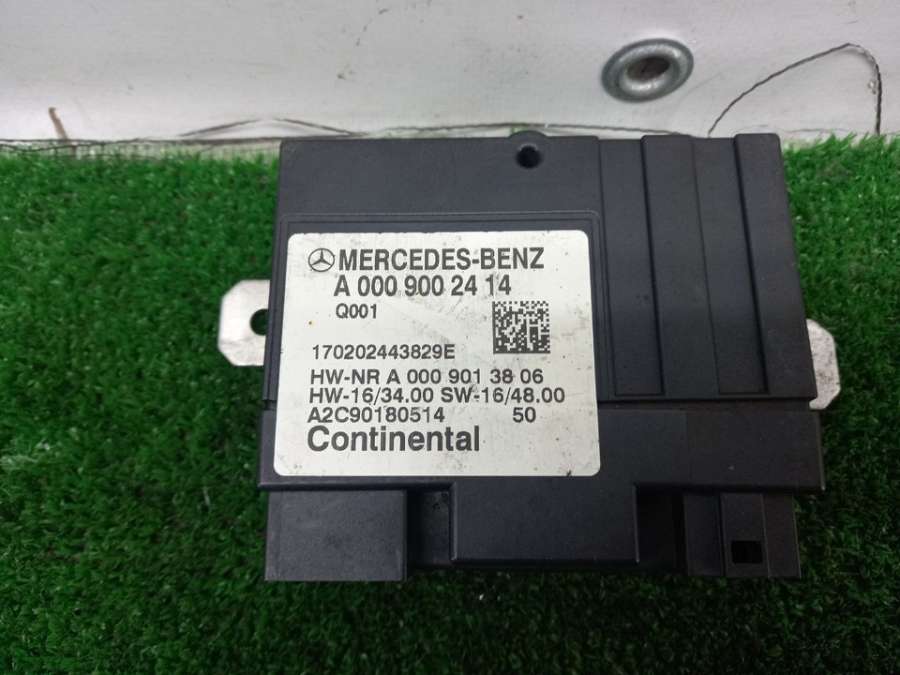 MERCEDES-BENZ
A 000 900 24 14
Q001
170202443829E
HW-NR A 000 901 38 06
HW-16/34.00 SW-16/48.00
A2C90180514 50
Continental